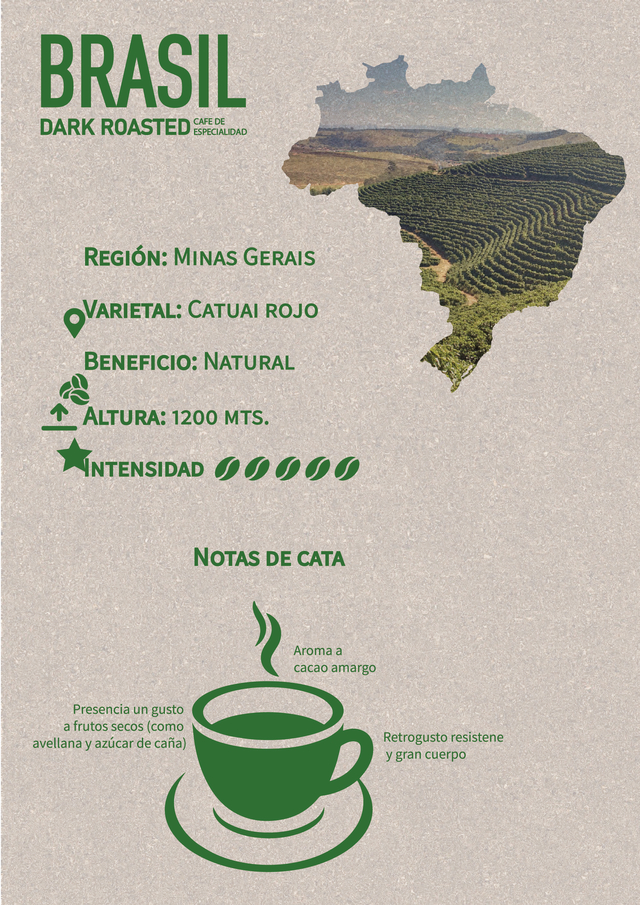 BRASIL
DARK ROASTED CAFE DE
ESPECIALIDAD
Región: Minas Gerais
Varietal: Catuai rojo
Beneficio: Natural
Altura: 1200 mts.
Intensidad
Notas de cata
Aroma a
cacao amargo
Presencia un gusto
a frutos secos (como
avellana y azúcar de caña)
Retrogusto resistene
y gran cuerpo